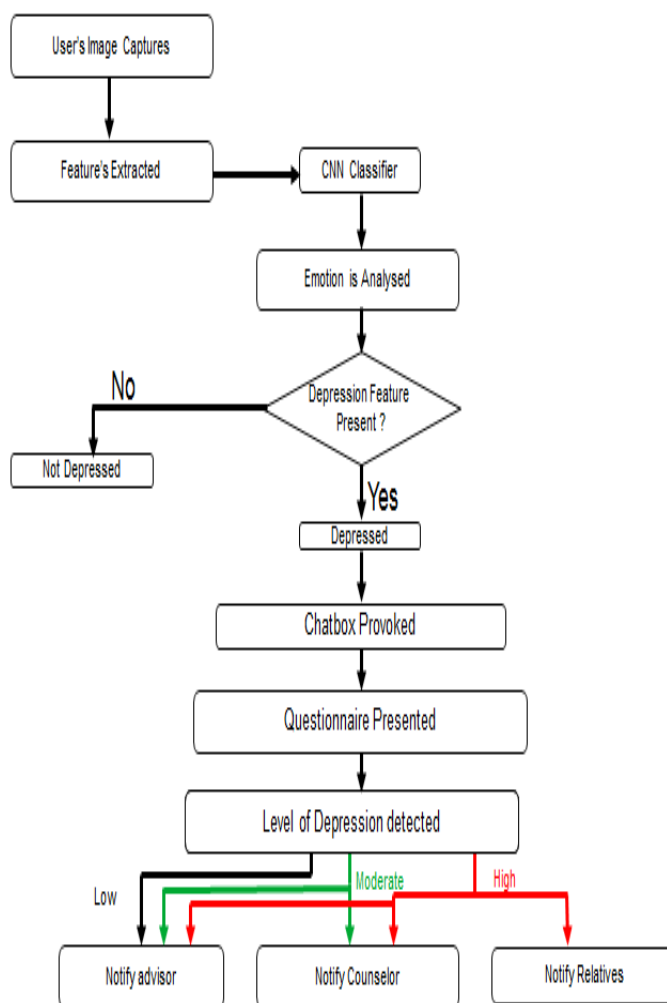 User's Image Captures
Feature's Extracted
CNN Classifier
Emotion is Analysed
Depression Feature
Present ?
No
Not Depressed
Yes
Depressed
Chatbox Provoked
Questionnaire Presented
Level of Depression detected
Low
Moderate
High
Notify advisor
Notify Counselor
Notify Relatives